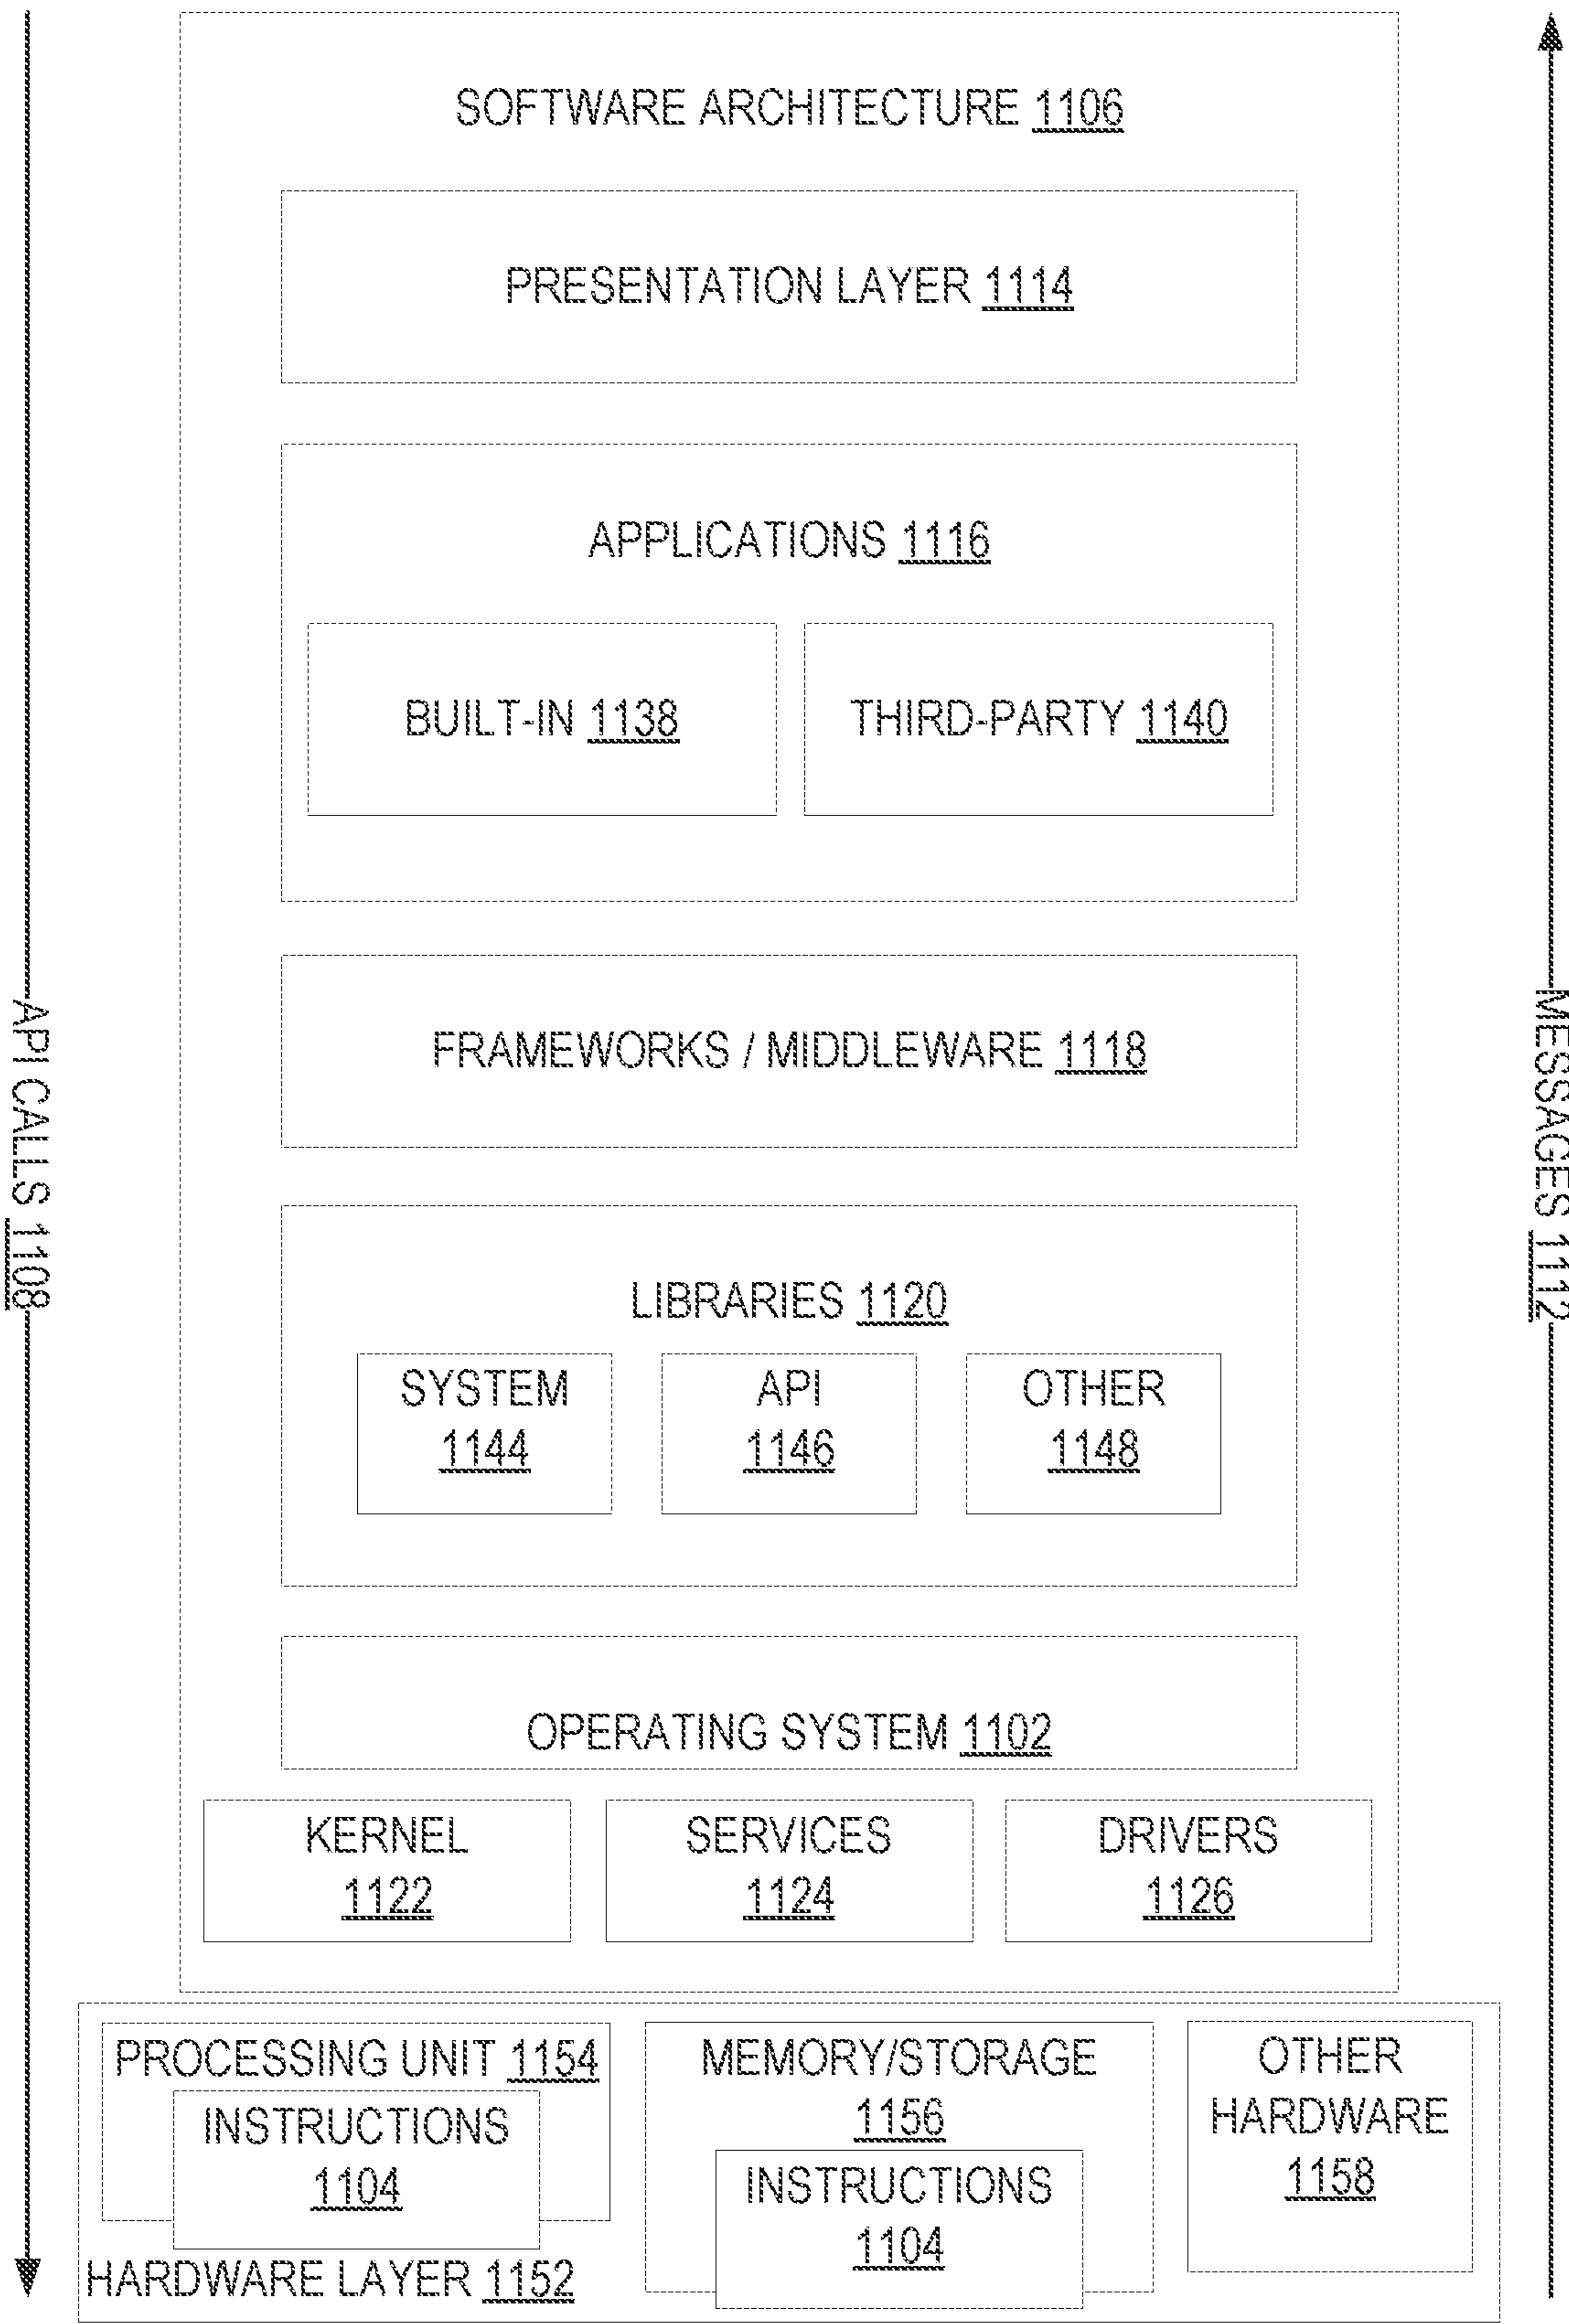 SOFTWARE ARCHITECTURE 1106
PRESENTATION LAYER 1114
APPLICATIONS 1116
BUILT-IN 1138
THIRD-PARTY 1140
FRAMEWORKS / MIDDLEWARE 1118
API CALLS 1108
MESSAGES 1112
LIBRARIES 1120
SYSTEM
1144
API
1146
OTHER
1148
OPERATING SYSTEM 1102
KERNEL
1122
SERVICES
1124
DRIVERS
1126
PROCESSING UNIT 1154
INSTRUCTIONS
1104
MEMORY/STORAGE
1156
INSTRUCTIONS
1104
OTHER
HARDWARE
1158
HARDWARE LAYER 1152